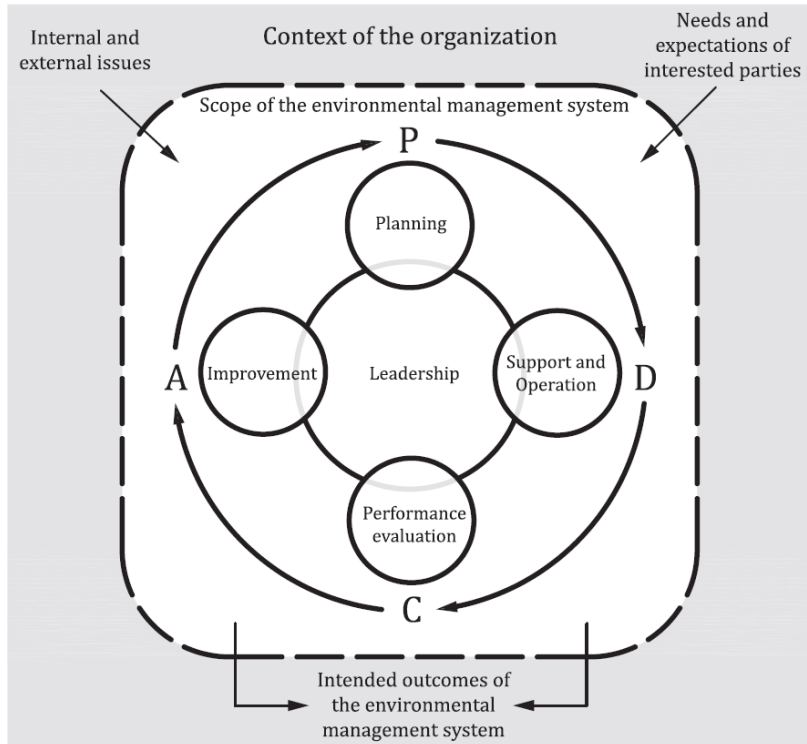 Internal and
external issues
Context of the organization
Needs and
expectations of
interested parties
Scope of the environmental management system
P
Planning
A
Improvement
Leadership
Support and
Operation
D
Performance
evaluation
C
Intended outcomes of
the environmental
management system